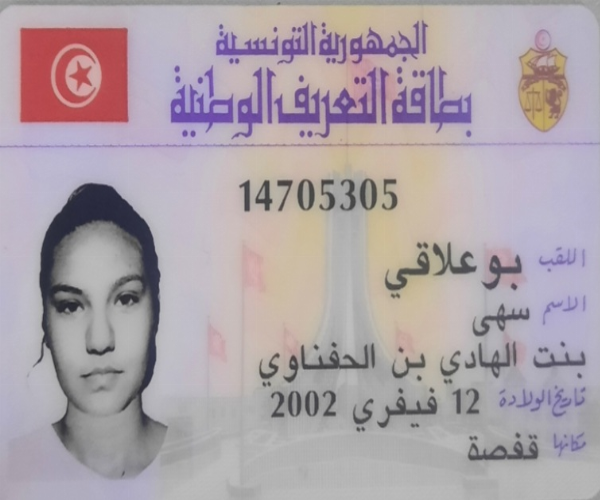 الجمهورية التونسية
بطاقة التعريف الوطنية
14705305
اللقب بوعلاقي
الاسم سهى
بنت الهادي بن الحفناوي
تاريخ الولادة 12 فيفري 2002
مكانها قفصة